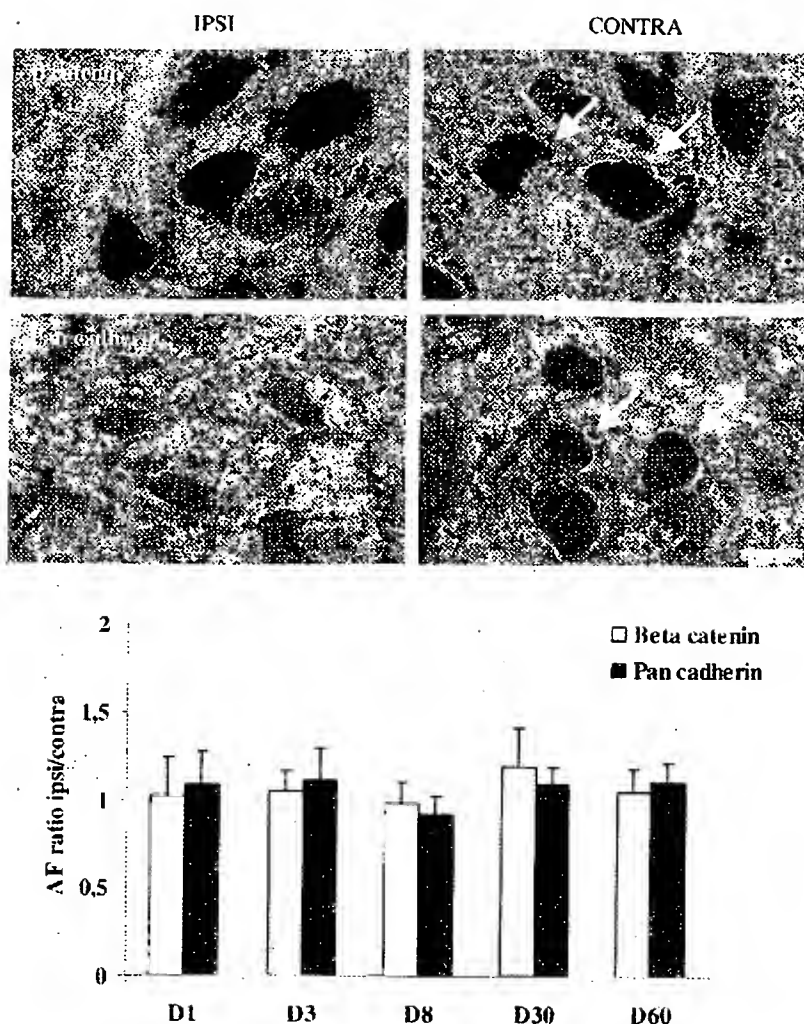 IPSI
CONTRA
2
Beta catenin
Pan cadherin
1,5
1
0,5
0
AF ratio ipsi/contra
D1
D3
D8
D30
D60